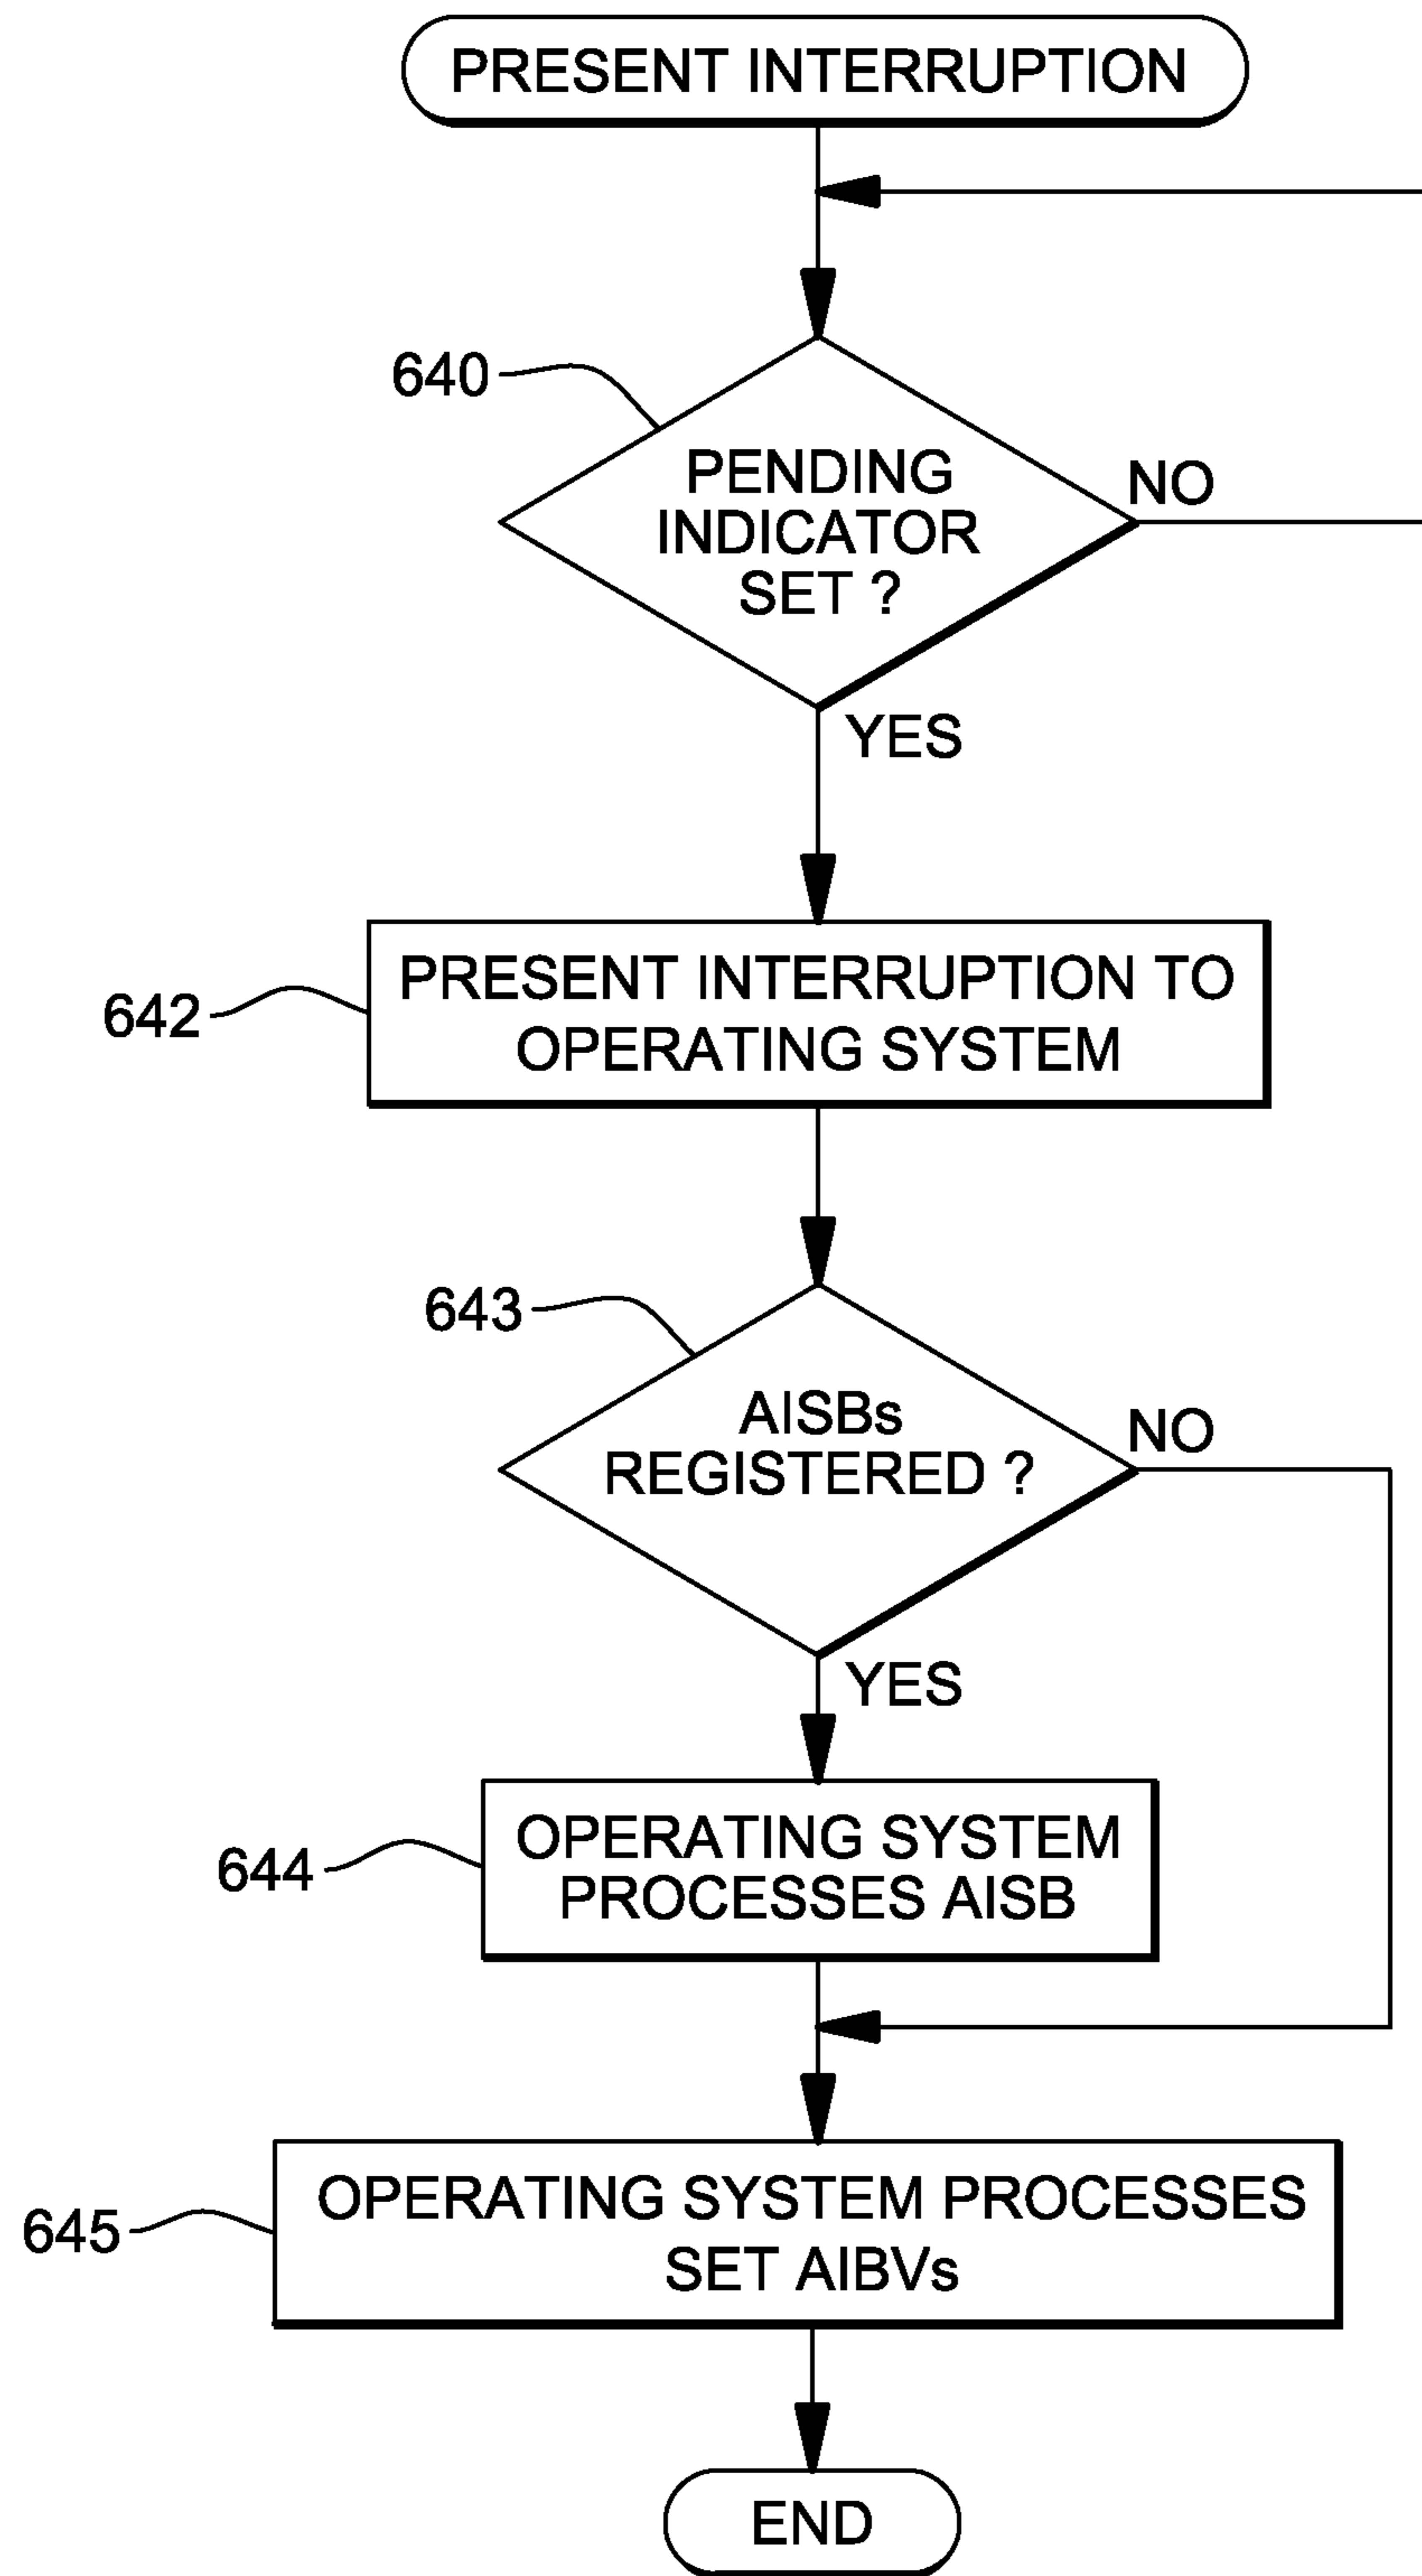 PRESENT INTERRUPTION
640
PENDING
INDICATOR
SET ?
NO
YES
642
PRESENT INTERRUPTION TO
OPERATING SYSTEM
643
AISBs
REGISTERED ?
NO
YES
644
OPERATING SYSTEM
PROCESSES AISB
645
OPERATING SYSTEM PROCESSES
SET AIBVs
END